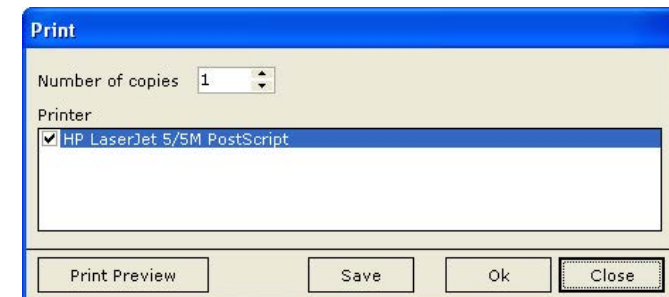 Print
Number of copies 1
Printer
HP LaserJet 5/5M PostScript
Print Preview Save Ok Close